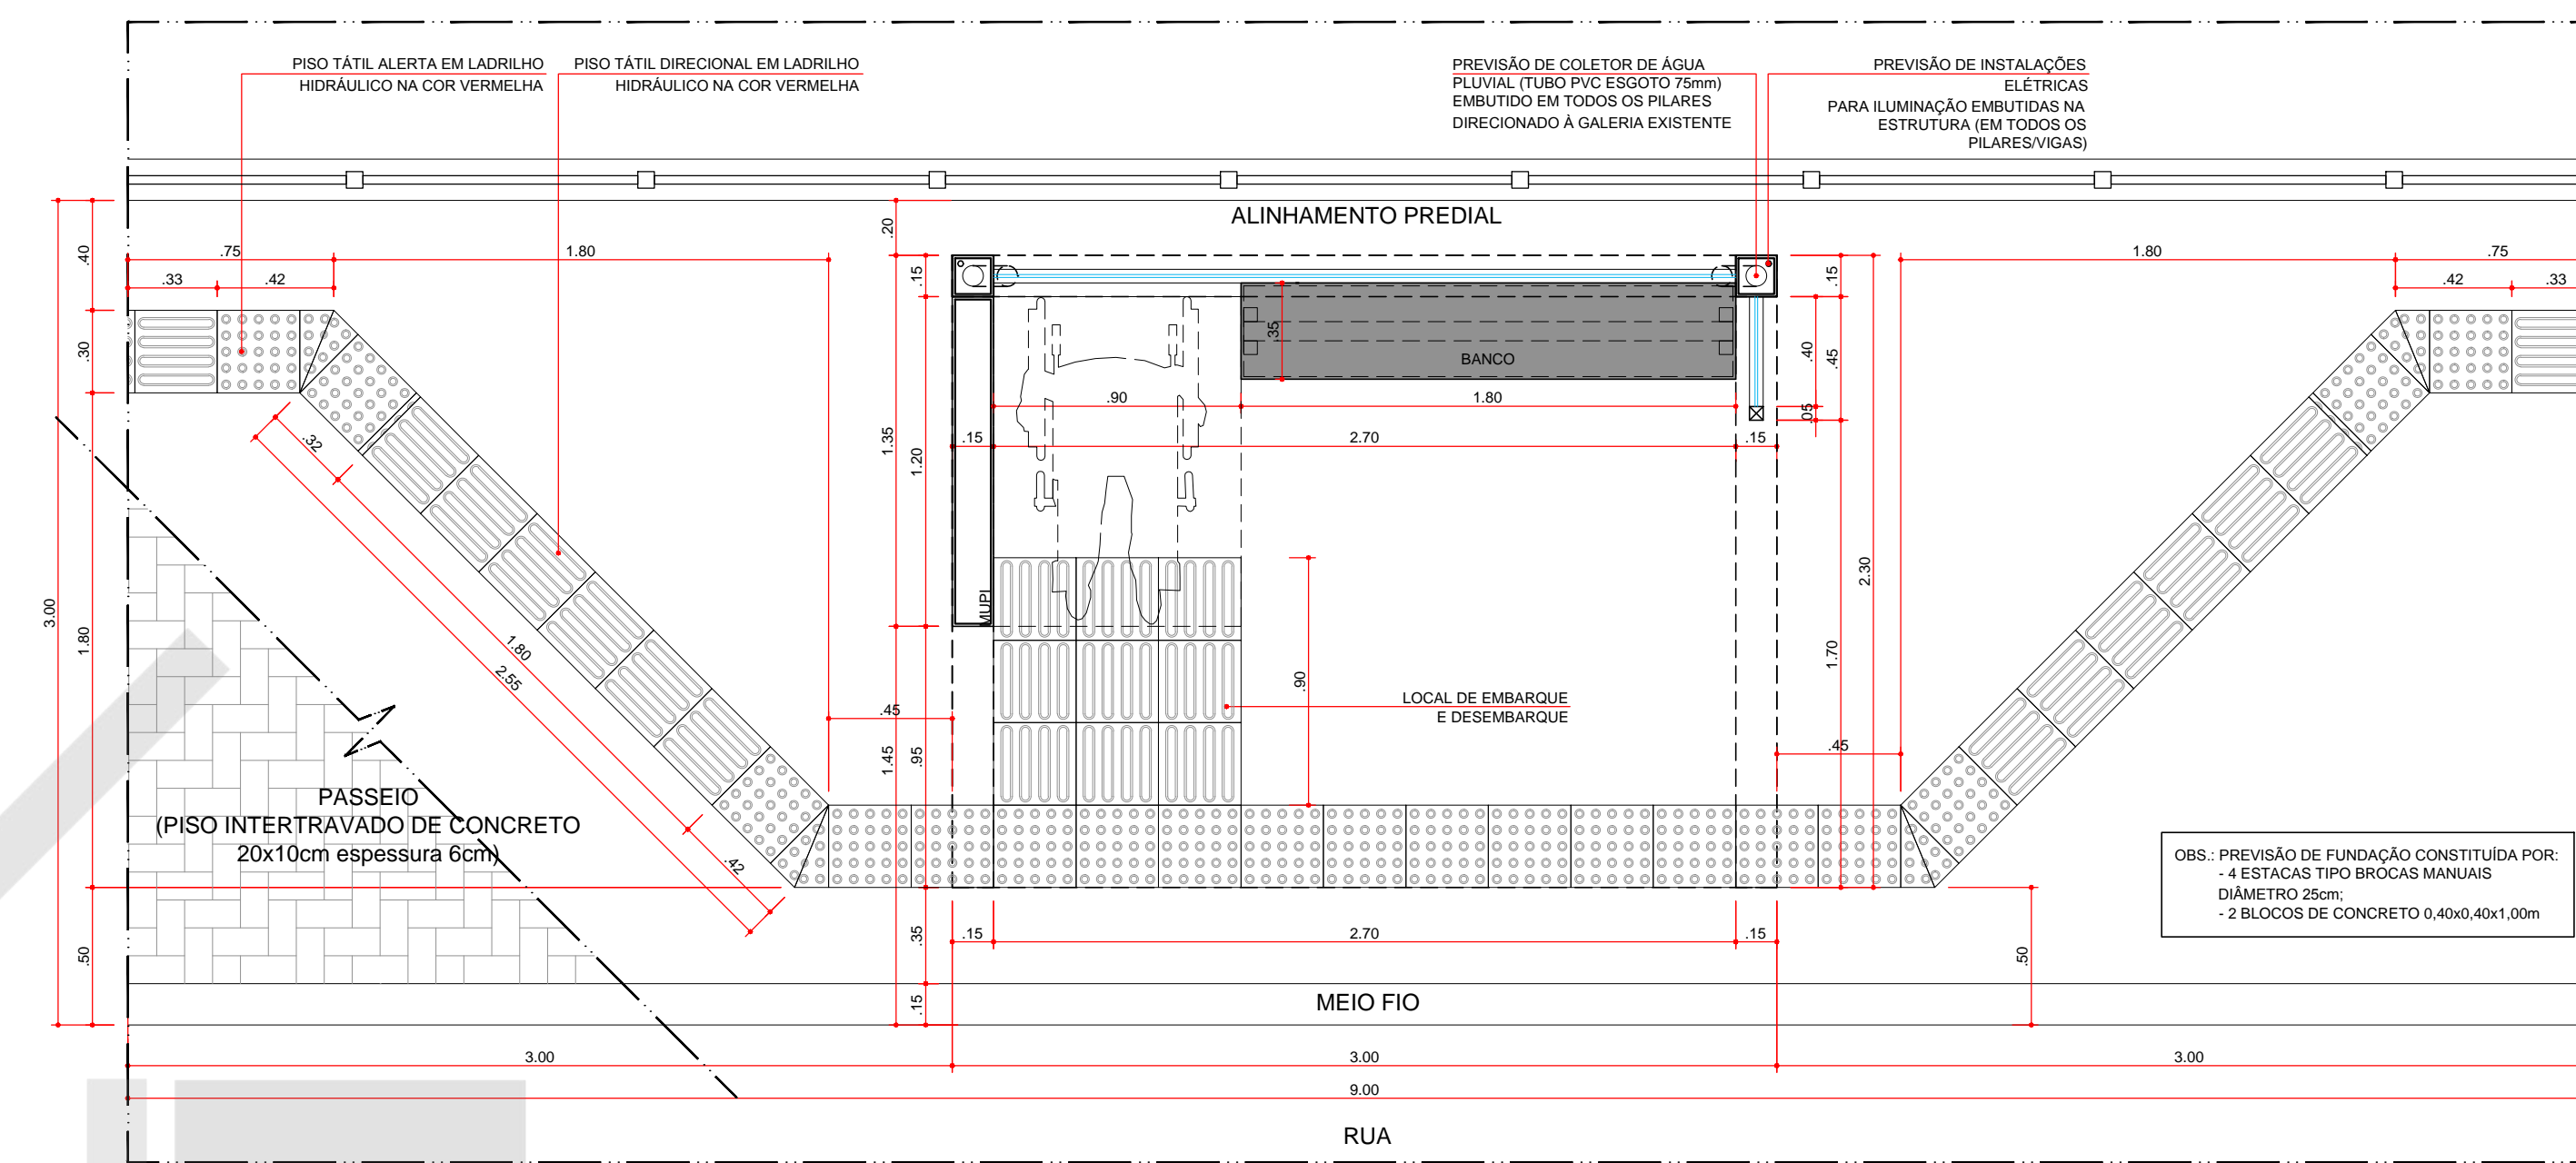 PISO TÁTIL ALERTA EM LADRILHO
HIDRÁULICO NA COR VERMELHA
PISO TÁTIL DIRECIONAL EM LADRILHO
HIDRÁULICO NA COR VERMELHA
PREVISÃO DE COLETOR DE ÁGUA
PLUVIAL (TUBO PVC ESGOTO 75mm)
EMBUTIDO EM TODOS OS PILARES
DIRECIONADO À GALERIA EXISTENTE
PREVISÃO DE INSTALAÇÕES
ELÉTRICAS
PARA ILUMINAÇÃO EMBUTIDAS NA
ESTRUTURA (EM TODOS OS
PILARES/VIGAS)
ALINHAMENTO PREDIAL
.20
.40
.75
1.80
1.80
.75
.33
.42
.15
.15
.42
.33
.30
.35
BANCO
.40
.45
.90
1.80
.05
.32
1.35
1.20
.15
2.70
.15
3.00
1.80
1.80
2.55
MUPI
2.30
1.70
.90
LOCAL DE EMBARQUE
E DESEMBARQUE
.45
1.45
.95
.45
PASSEIO
(PISO INTERTRAVADO DE CONCRETO
20x10cm espessura 6cm)
.42
OBS.: PREVISÃO DE FUNDAÇÃO CONSTITUÍDA POR:
- 4 ESTACAS TIPO BROCAS MANUAIS
DIÂMETRO 25cm;
- 2 BLOCOS DE CONCRETO 0,40x0,40x1,00m
.50
.35
.15
2.70
.15
.50
.15
MEIO FIO
3.00
3.00
3.00
9.00
RUA